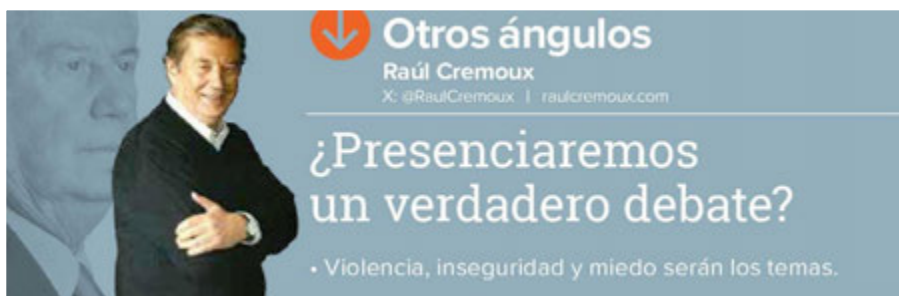 Otros ángulos
Raúl Cremoux
X: @RaulCremoux | raulcremoux.com
¿Presenciaremos
un verdadero debate?
• Violencia, inseguridad y miedo serán los temas.